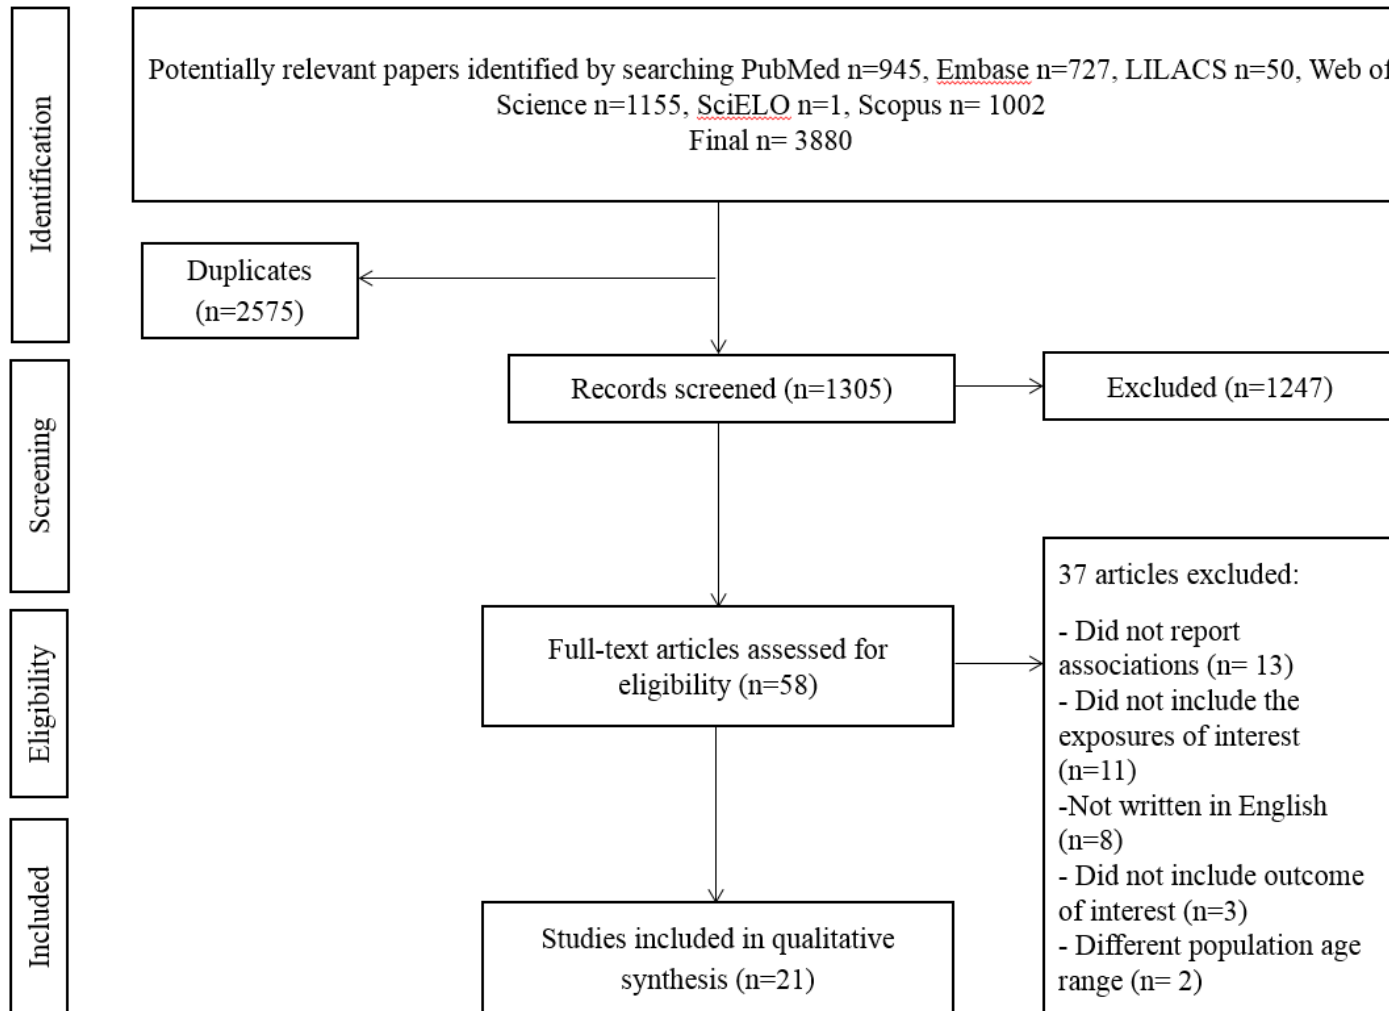 Identification
Potentially relevant papers identified by searching PubMed n=945, Embase n=727, LILACS n=50, Web of
Science n=1155, SciELO n=1, Scopus n= 1002
Final n= 3880
Duplicates
(n=2575)
Screening
Records screened (n=1305)
Excluded (n=1247)
Eligibility
Full-text articles assessed for
eligibility (n=58)
37 articles excluded:
- Did not report
associations (n= 13)
- Did not include the
exposures of interest
(n=11)
-Not written in English
(n=8)
- Did not include outcome
of interest (n=3)
- Different population age
range (n= 2)
Included
Studies included in qualitative
synthesis (n=21)